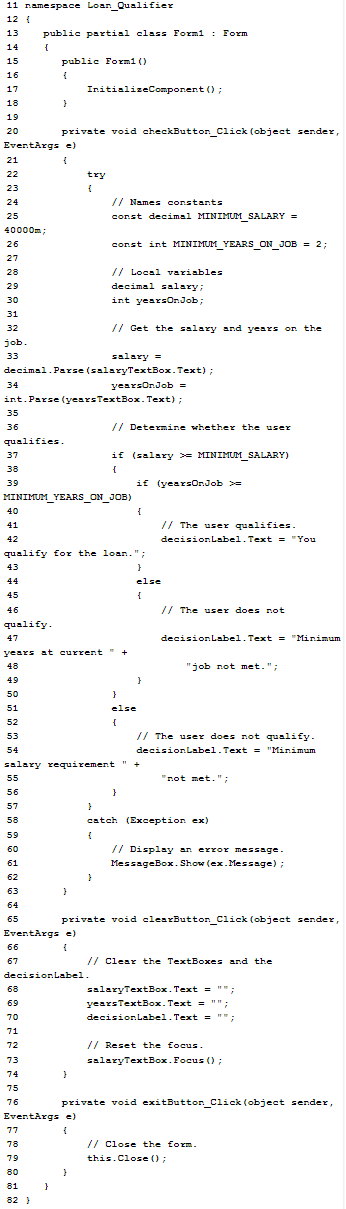 11 namespace Loan_Qualifier
12 {
13     public partial class Form1 : Form
14     {
15         public Form1()
16         {
17             InitializeComponent();
18         }
19
20         private void checkButton_Click(object sender,
EventArgs e)
21         {
22             try
23             {
24                 // Names constants
25                 const decimal MINIMUM_SALARY =
40000m;
26                 const int MINIMUM_YEARS_ON_JOB = 2;
27
28                 // Local variables
29                 decimal salary;
30                 int yearsOnJob;
31
32                 // Get the salary and years on the
job.
33                 salary =
decimal.Parse(salaryTextBox.Text);
34                 yearsOnJob =
int.Parse(yearsTextBox.Text);
35
36                 // Determine whether the user
qualifies.
37                 if (salary >= MINIMUM_SALARY)
38                 {
39                     if (yearsOnJob >=
MINIMUM_YEARS_ON_JOB)
40                     {
41                         // The user qualifies.
42                         decisionLabel.Text = "You
qualify for the loan.";
43                     }
44                     else
45                     {
46                         // The user does not
qualify.
47                         decisionLabel.Text = "Minimum
years at current " +
48                             "job not met.";
49                     }
50                 }
51                 else
52                 {
53                     // The user does not qualify.
54                     decisionLabel.Text = "Minimum
salary requirement " +
55                         "not met.";
56                 }
57             }
58             catch (Exception ex)
59             {
60                 // Display an error message.
61                 MessageBox.Show(ex.Message);
62             }
63         }
64
65         private void clearButton_Click(object sender,
EventArgs e)
66         {
67             // Clear the TextBoxes and the
decisionLabel.
68             salaryTextBox.Text = "";
69             yearsTextBox.Text = "";
70             decisionLabel.Text = "";
71
72             // Reset the focus.
73             salaryTextBox.Focus();
74         }
75
76         private void exitButton_Click(object sender,
EventArgs e)
77         {
78             // Close the form.
79             this.Close();
80         }
81     }
82 }